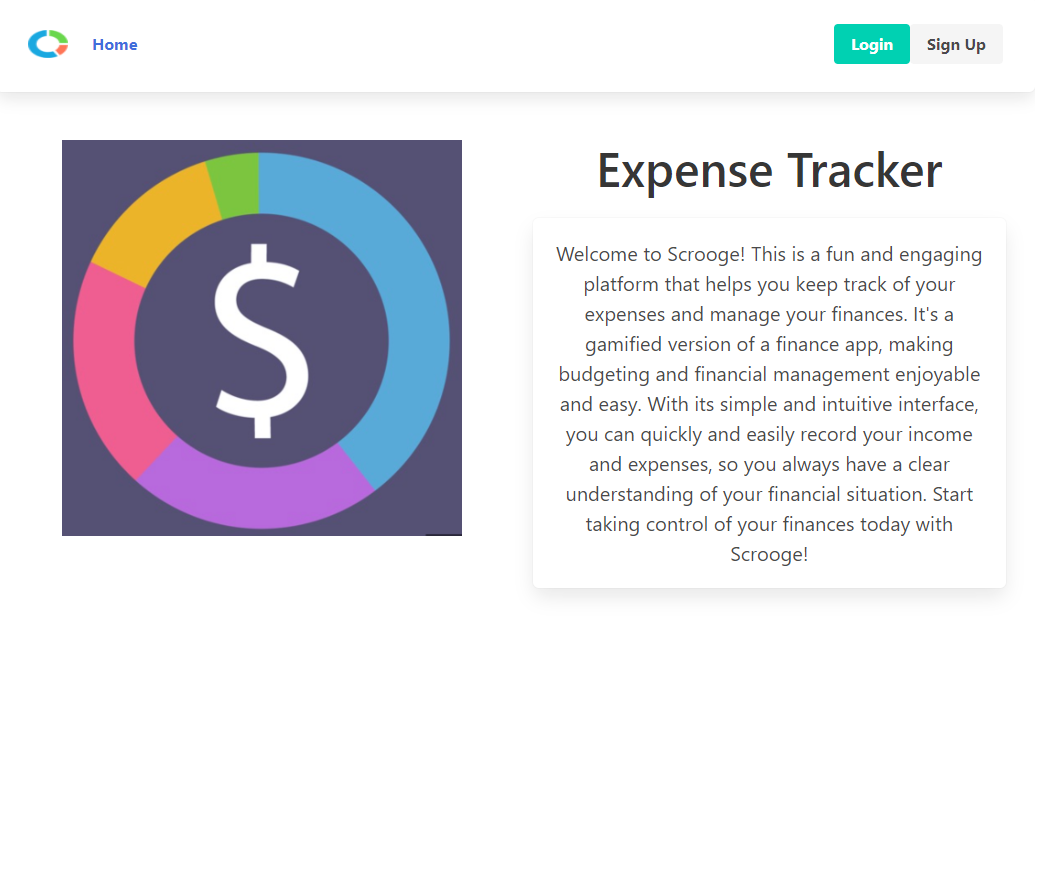 Home
Login
Sign Up
$
Expense Tracker
Welcome to Scrooge! This is a fun and engaging
platform that helps you keep track of your
expenses and manage your finances. It's a
gamified version of a finance app, making
budgeting and financial management enjoyable
and easy. With its simple and intuitive interface,
you can quickly and easily record your income
and expenses, so you always have a clear
understanding of your financial situation. Start
taking control of your finances today with
Scrooge!